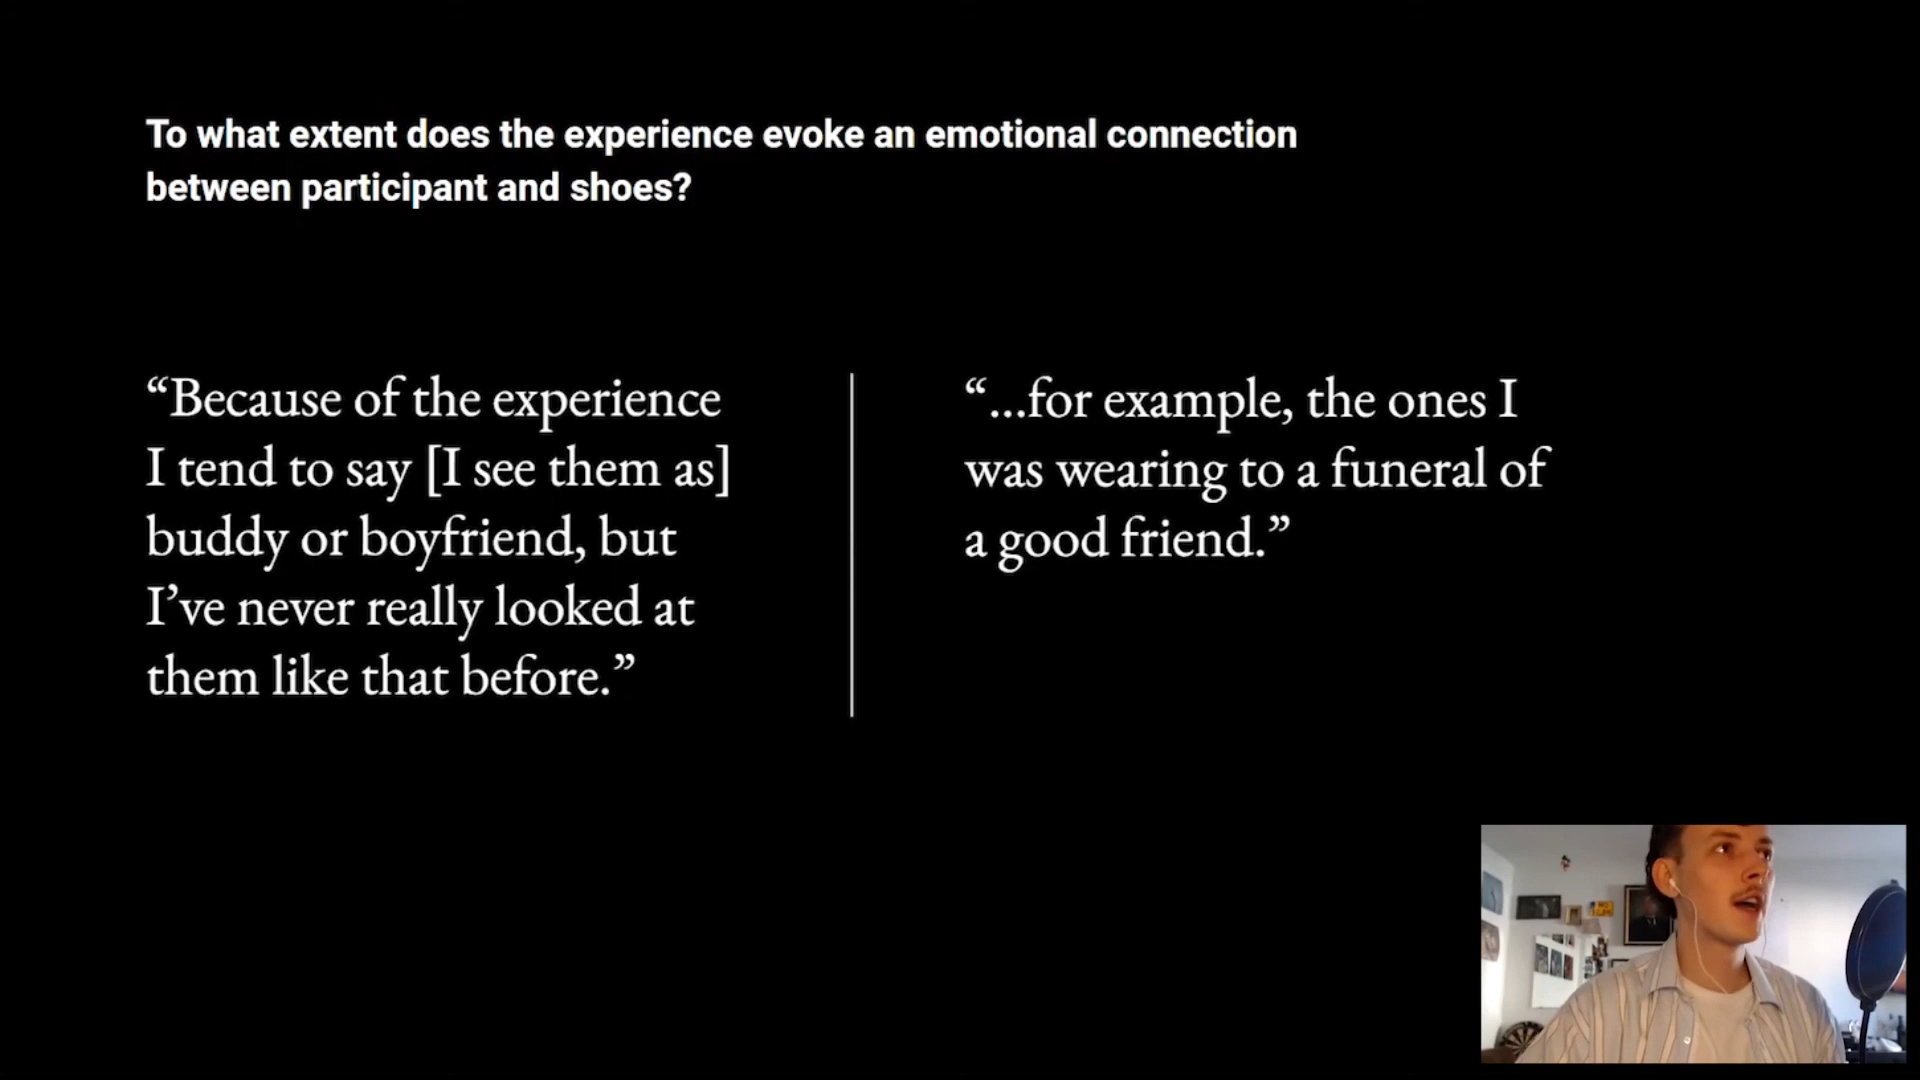 To what extent does the experience evoke an emotional connection
between participant and shoes?
“Because of the experience
I tend to say [I see them as]
buddy or boyfriend, but
I’ve never really looked at
them like that before.”
“...for example, the ones I
was wearing to a funeral of
a good friend.”